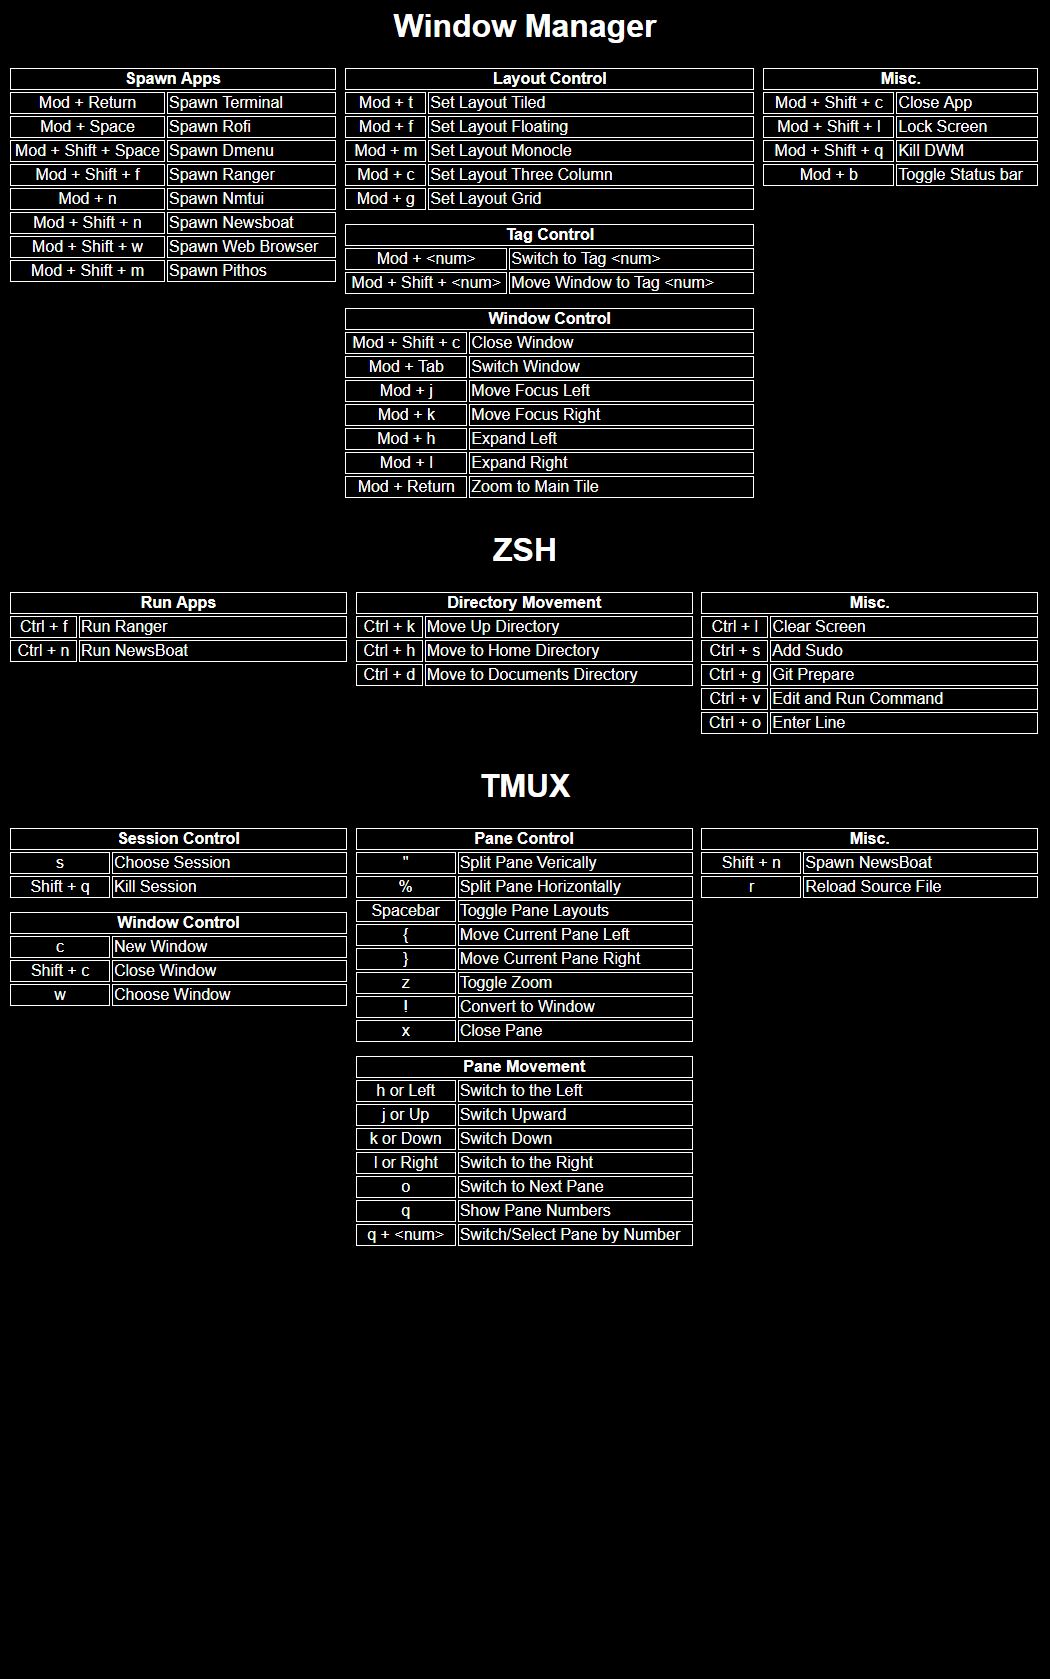 Window Manager
Spawn Apps
Mod + Return Spawn Terminal
Mod + Space Spawn Rofi
Mod + Shift + Space Spawn Dmenu
Mod + Shift + f Spawn Ranger
Mod + n Spawn Nmtui
Mod + Shift + n Spawn Newsboat
Mod + Shift + w Spawn Web Browser
Mod + Shift + m Spawn Pithos
Layout Control
Mod + t Set Layout Tiled
Mod + f Set Layout Floating
Mod + m Set Layout Monocle
Mod + c Set Layout Three Column
Mod + g Set Layout Grid
Tag Control
Mod + <num> Switch to Tag <num>
Mod + Shift + <num> Move Window to Tag <num>
Window Control
Mod + Shift + c Close Window
Mod + Tab Switch Window
Mod + j Move Focus Left
Mod + k Move Focus Right
Mod + h Expand Left
Mod + l Expand Right
Mod + Return Zoom to Main Tile
Misc.
Mod + Shift + c Close App
Mod + Shift + l Lock Screen
Mod + Shift + q Kill DWM
Mod + b Toggle Status bar
ZSH
Run Apps
Ctrl + f Run Ranger
Ctrl + n Run NewsBoat
Directory Movement
Ctrl + k Move Up Directory
Ctrl + h Move to Home Directory
Ctrl + d Move to Documents Directory
Misc.
Ctrl + l Clear Screen
Ctrl + s Add Sudo
Ctrl + g Git Prepare
Ctrl + v Edit and Run Command
Ctrl + o Enter Line
TMUX
Session Control
s Choose Session
Shift + q Kill Session
Window Control
c New Window
Shift + c Close Window
w Choose Window
Pane Control
" Split Pane Verically
% Split Pane Horizontally
Spacebar Toggle Pane Layouts
{ Move Current Pane Left
} Move Current Pane Right
z Toggle Zoom
! Convert to Window
x Close Pane
Pane Movement
h or Left Switch to the Left
j or Up Switch Upward
k or Down Switch Down
l or Right Switch to the Right
o Switch to Next Pane
q Show Pane Numbers
q + <num> Switch/Select Pane by Number
Misc.
Shift + n Spawn NewsBoat
r Reload Source File